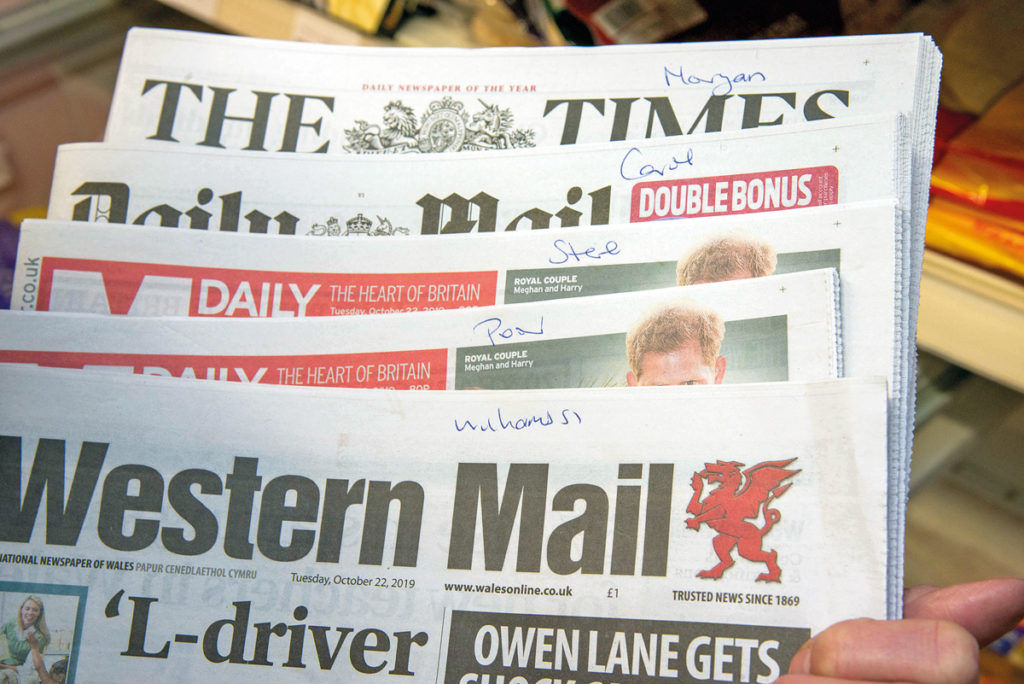 Morgan
DAILY NEWSPAPER OF THE YEAR
THE TIMES
Carol
Daily Mail
DOUBLE BONUS
Steve
.co.uk
DAILY
THE HEART OF BRITAIN
Tuesday, October 22, 2019
ROYAL COUPLE
Meghan and Harry
DAILY
THE HEART OF BRITAIN
ROYAL COUPLE
Meghan and Harry
Williams
Western Mail
NATIONAL NEWSPAPER OF WALES PAPUR CENEDLAETHOL CYMRU
Tuesday, October 22, 2019
www.walesonline.co.uk
£1
TRUSTED NEWS SINCE 1869
'L-driver
OWEN LANE GETS